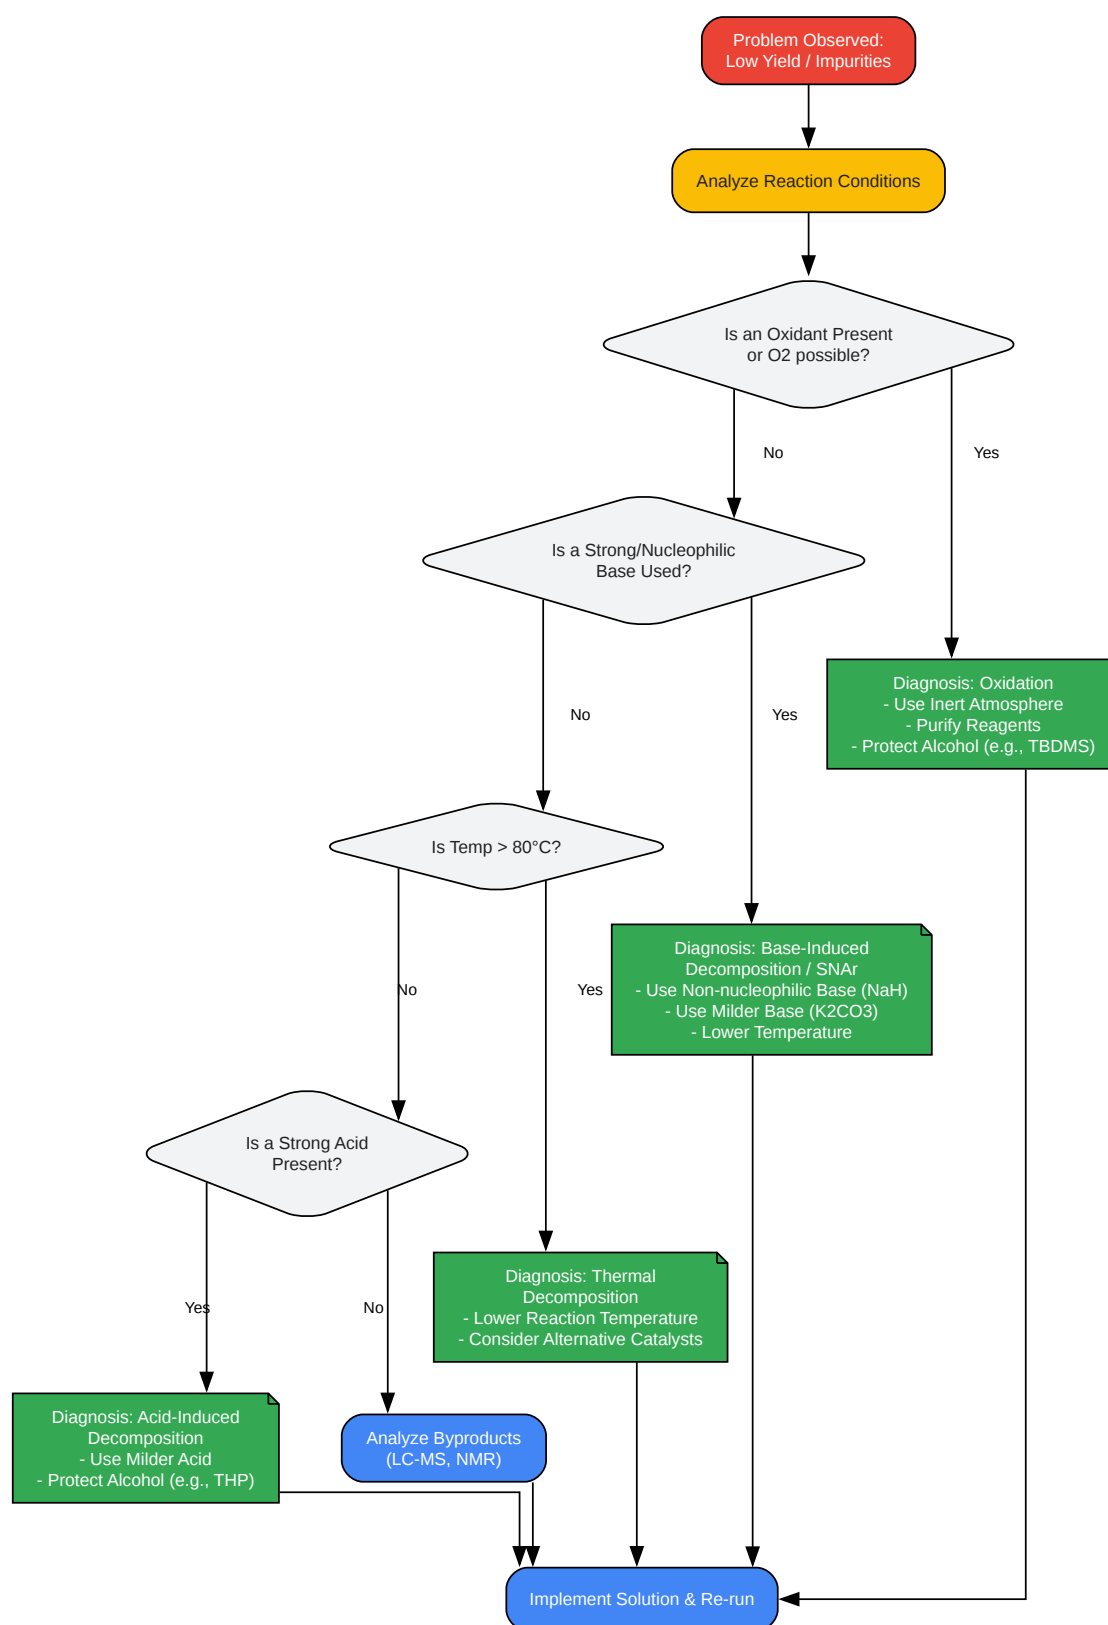 Problem Observed:
Low Yield / Impurities
Analyze Reaction Conditions
Is an Oxidant Present
or O2 possible?
No
Yes
Is a Strong/Nucleophilic
Base Used?
No
Yes
Diagnosis: Oxidation
- Use Inert Atmosphere
- Purify Reagents
- Protect Alcohol (e.g., TBDMS)
Is Temp > 80°C?
No
Yes
Diagnosis: Base-Induced
Decomposition / SNAr
- Use Non-nucleophilic Base (NaH)
- Use Milder Base (K2CO3)
- Lower Temperature
Is a Strong Acid
Present?
Yes
No
Diagnosis: Thermal
Decomposition
- Lower Reaction Temperature
- Consider Alternative Catalysts
Diagnosis: Acid-Induced
Decomposition
- Use Milder Acid
- Protect Alcohol (e.g., THP)
Analyze Byproducts
(LC-MS, NMR)
Implement Solution & Re-run